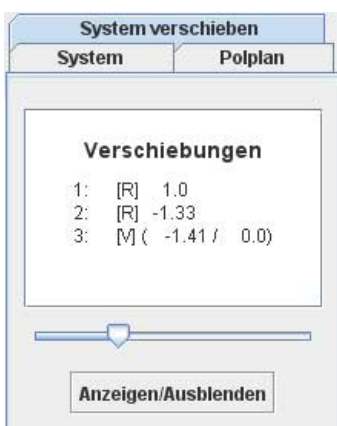 System verschieben
System Polplan
Verschiebungen
1: [R] 1.0
2: [R] -1.33
3: [V] ( -1.41 / 0.0)
Anzeigen/Ausblenden